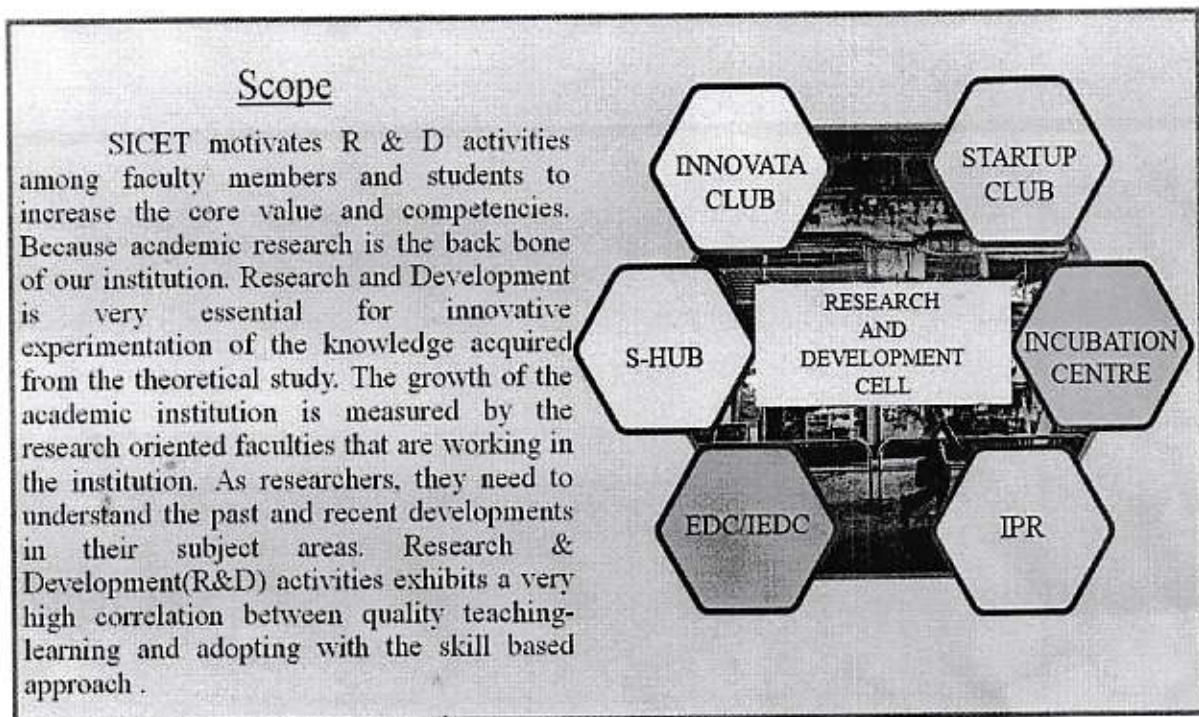 Scope
SICET motivates R & D activities
among faculty members and students to
increase the core value and competencies.
Because academic research is the back bone
of our institution. Research and Development
is very essential for innovative
experimentation of the knowledge acquired
from the theoretical study. The growth of the
academic institution is measured by the
research oriented faculties that are working in
the institution. As researchers, they need to
understand the past and recent developments
in their subject areas. Research &
Development(R&D) activities exhibits a very
high correlation between quality teaching-
learning and adopting with the skill based
approach .
INNOVATA
CLUB
STARTUP
CLUB
S-HUB
RESEARCH
AND
DEVELOPMENT
CELL
INCUBATION
CENTRE
EDC/IEDC
IPR